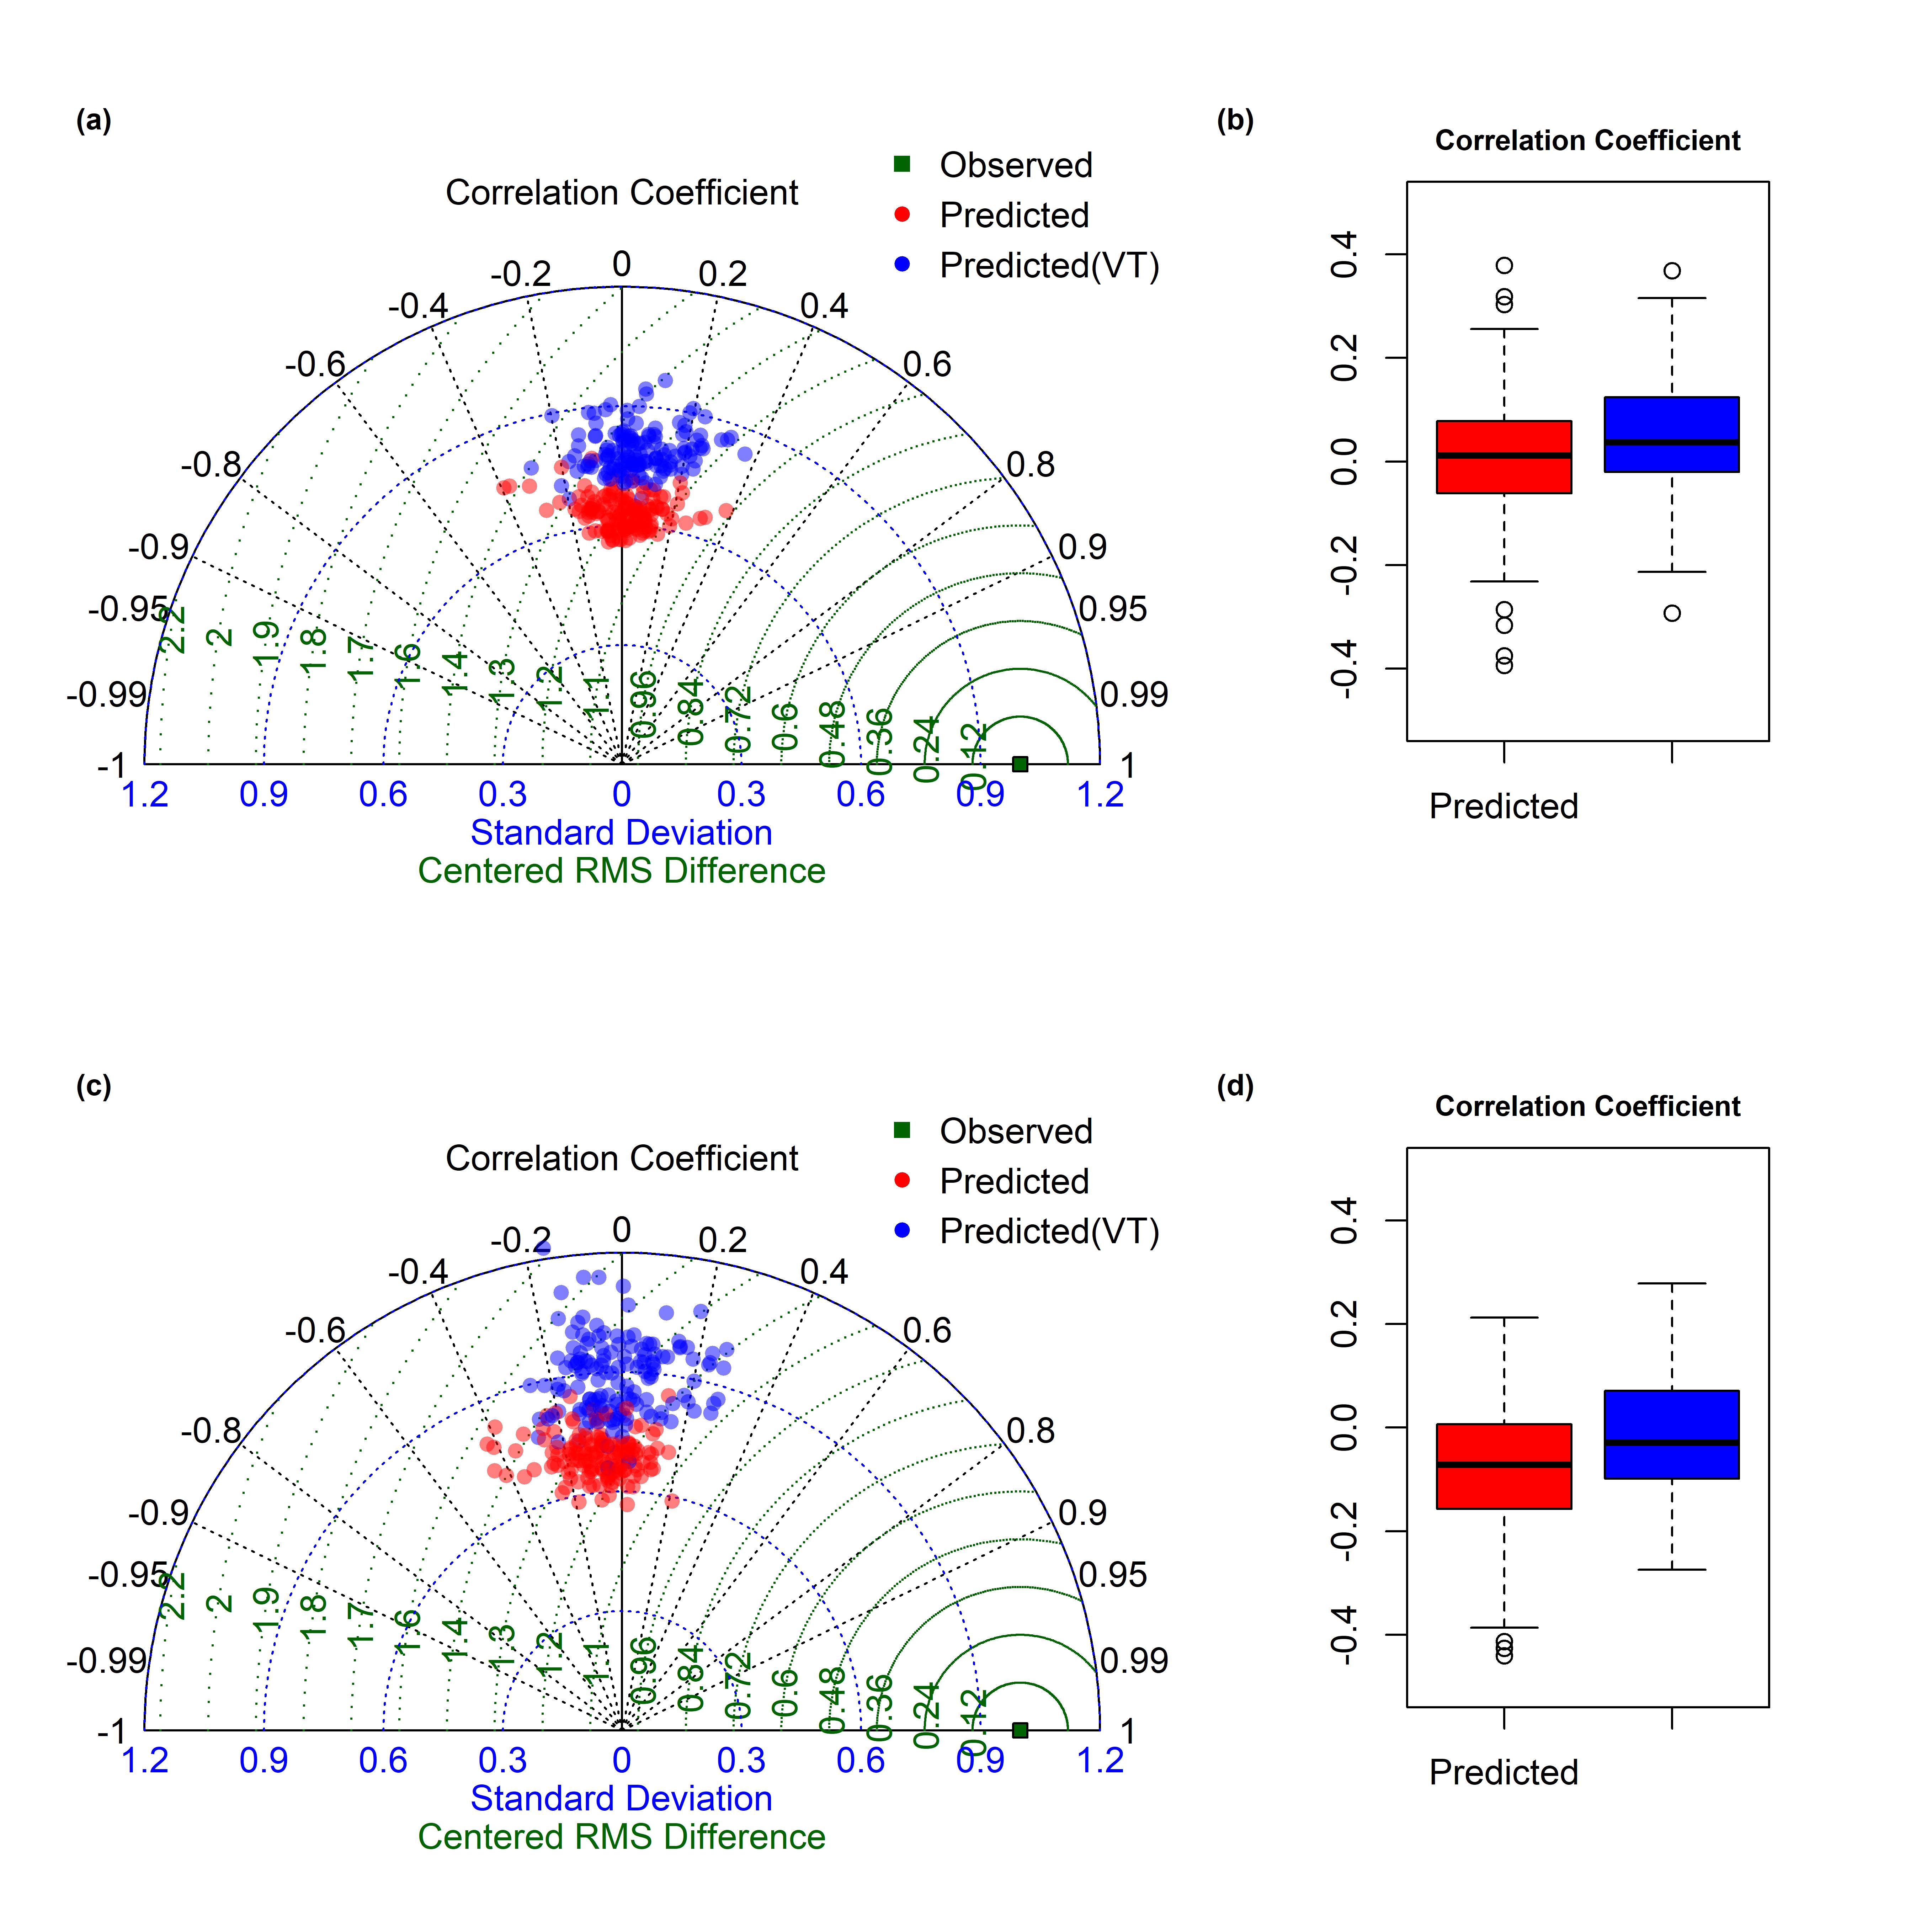 (a)
Correlation Coefficient
Observed
Predicted
Predicted(VT)
-1 -0.99 -0.95 -0.9 -0.8 -0.6 -0.4 -0.2 0 0.2 0.4 0.6 0.8 0.9 0.95 0.99 1
2.2 2 1.9 1.8 1.7 1.6 1.4 1.3 1.2 1.1 0.96 0.84 0.72 0.6 0.48 0.36 0.24 0.12
1.2 0.9 0.6 0.3 0 0.3 0.6 0.9 1.2
Standard Deviation
Centered RMS Difference
(b)
Correlation Coefficient
0.4
0.2
0.0
-0.2
-0.4
Predicted
(c)
Correlation Coefficient
Observed
Predicted
Predicted(VT)
-1 -0.99 -0.95 -0.9 -0.8 -0.6 -0.4 -0.2 0 0.2 0.4 0.6 0.8 0.9 0.95 0.99 1
2.2 2 1.9 1.8 1.7 1.6 1.4 1.3 1.2 1.1 0.96 0.84 0.72 0.6 0.48 0.36 0.24 0.12
1.2 0.9 0.6 0.3 0 0.3 0.6 0.9 1.2
Standard Deviation
Centered RMS Difference
(d)
Correlation Coefficient
0.4
0.2
0.0
-0.2
-0.4
Predicted